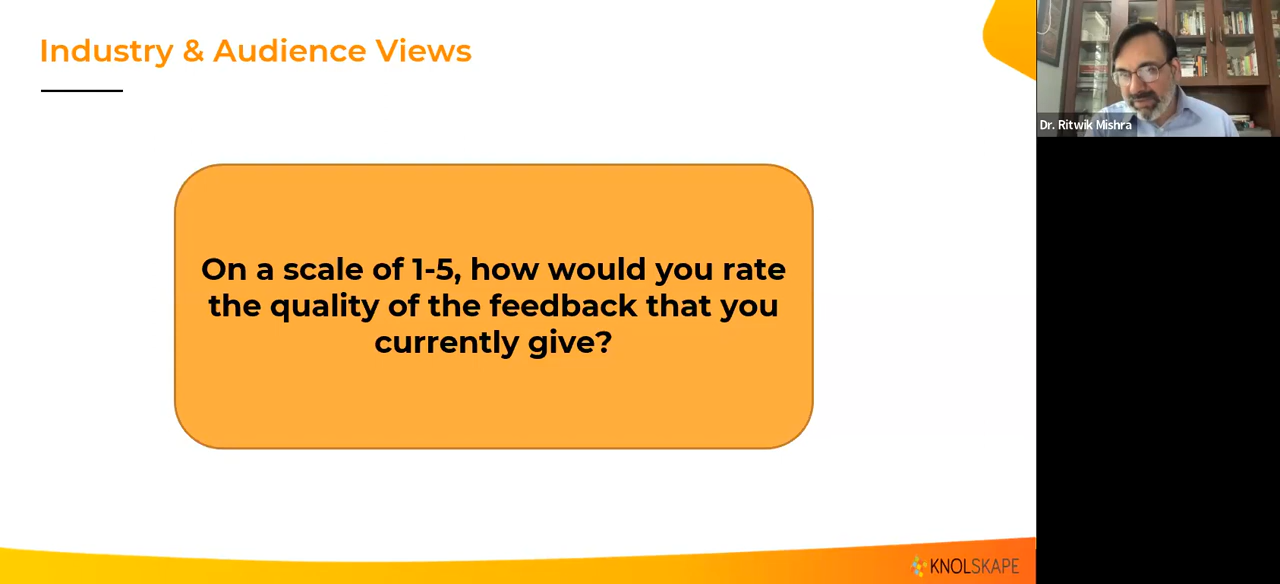 Industry & Audience Views
On a scale of 1-5, how would you rate
the quality of the feedback that you
currently give?
Dr. Ritwik Mishra
KNOLSKAPE